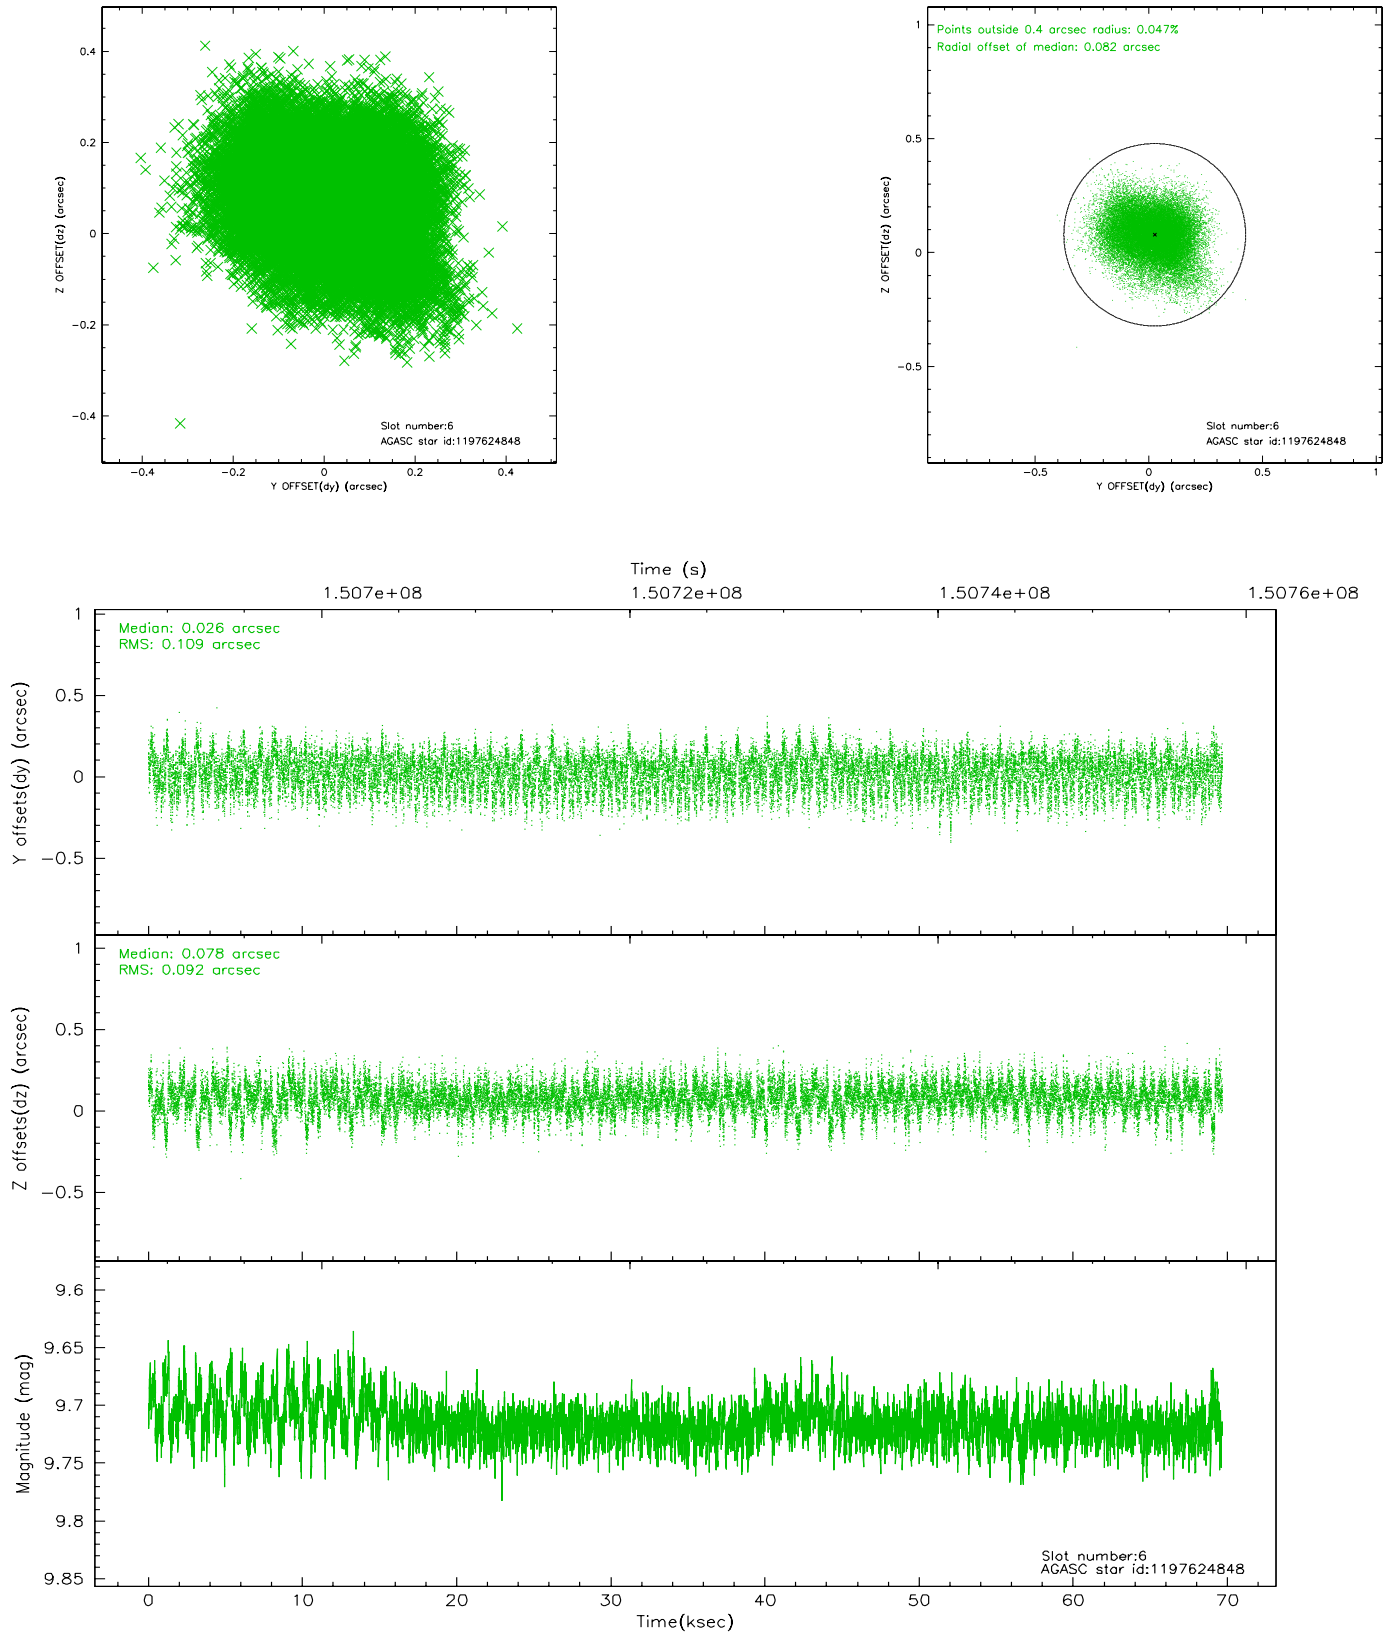 0.4
0.2
0
−0.2
−0.4
Z OFFSET(dz) (arcsec)
Slot number:6
AGASC star id:1197624848
−0.4 −0.2 0 0.2 0.4
Y OFFSET(dy) (arcsec)
Points outside 0.4 arcsec radius: 0.047%
Radial offset of median: 0.082 arcsec
1
0.5
0
−0.5
Z OFFSET(dz) (arcsec)
Slot number:6
AGASC star id:1197624848
−0.5 0 0.5 1
Y OFFSET(dy) (arcsec)
Time (s)
1.507e+08 1.5072e+08 1.5074e+08 1.5076e+08
Median: 0.026 arcsec
RMS: 0.109 arcsec
1
0.5
0
−0.5
Y offsets(dy) (arcsec)
Median: 0.078 arcsec
RMS: 0.092 arcsec
1
0.5
0
−0.5
Z offsets(dz) (arcsec)
9.6
9.65
9.7
9.75
9.8
9.85
Magnitude (mag)
Slot number:6
AGASC star id:1197624848
0 10 20 30 40 50 60 70
Time(ksec)